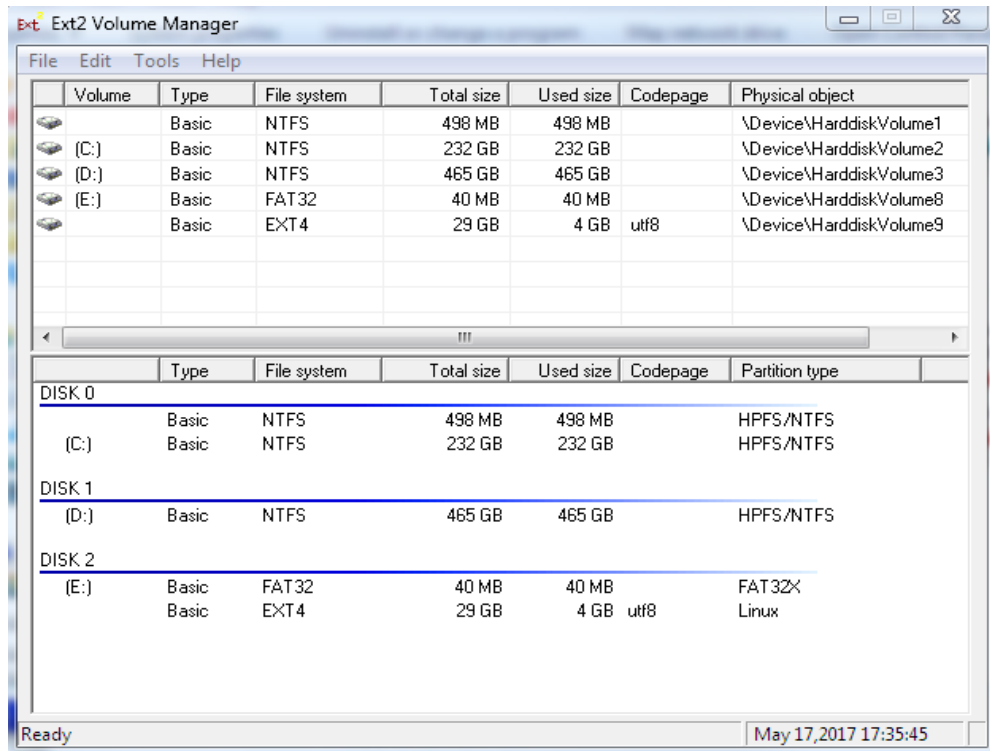 Ext2 Volume Manager
File Edit Tools Help
Volume Type File system Total size Used size Codepage Physical object
Basic NTFS 498 MB 498 MB \Device\HarddiskVolume1
(C:) Basic NTFS 232 GB 232 GB \Device\HarddiskVolume2
(D:) Basic NTFS 465 GB 465 GB \Device\HarddiskVolume3
(E:) Basic FAT32 40 MB 40 MB \Device\HarddiskVolume8
Basic EXT4 29 GB 4 GB utf8 \Device\HarddiskVolume9
Type File system Total size Used size Codepage Partition type
DISK 0
Basic NTFS 498 MB 498 MB HPFS/NTFS
(C:) Basic NTFS 232 GB 232 GB HPFS/NTFS
DISK 1
(D:) Basic NTFS 465 GB 465 GB HPFS/NTFS
DISK 2
(E:) Basic FAT32 40 MB 40 MB FAT32X
Basic EXT4 29 GB 4 GB utf8 Linux
Ready May 17,2017 17:35:45